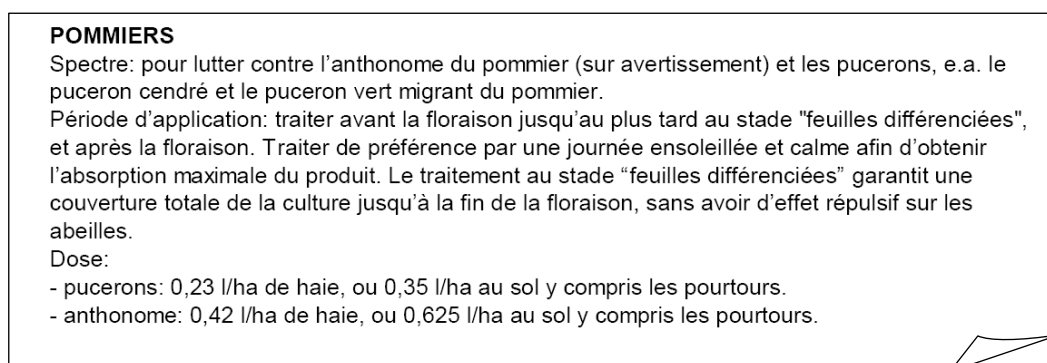 POMMIERS
Spectre: pour lutter contre l'anthonome du pommier (sur avertissement) et les pucerons, e.a. le
puceron cendré et le puceron vert migrant du pommier.
Période d'application: traiter avant la floraison jusqu'au plus tard au stade "feuilles différenciées",
et après la floraison. Traiter de préférence par une journée ensoleillée et calme afin d'obtenir
l'absorption maximale du produit. Le traitement au stade “feuilles différenciées” garantit une
couverture totale de la culture jusqu'à la fin de la floraison, sans avoir d'effet répulsif sur les
abeilles.
Dose:
- pucerons: 0,23 l/ha de haie, ou 0,35 l/ha au sol y compris les pourtours.
- anthonome: 0,42 l/ha de haie, ou 0,625 l/ha au sol y compris les pourtours.